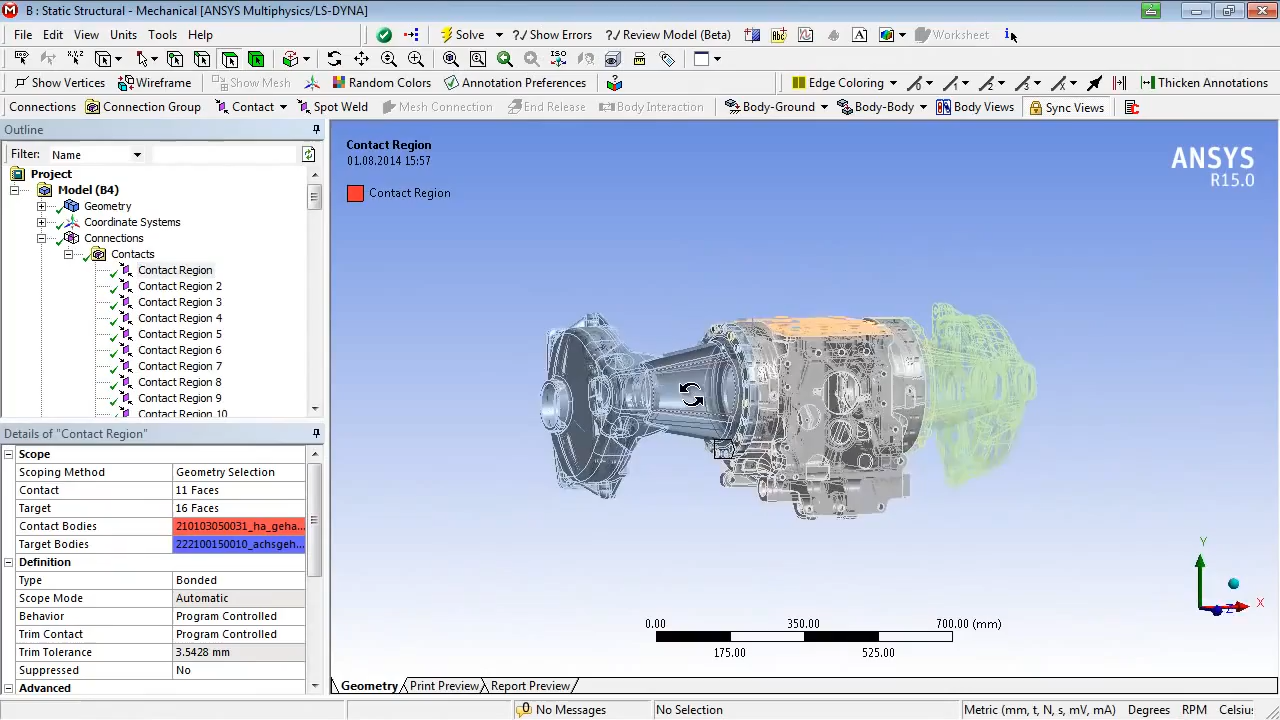 B : Static Structural - Mechanical [ANSYS Multiphysics/LS-DYNA]
File Edit View Units Tools Help Solve Show Errors Review Model (Beta) Worksheet
Show Vertices Wireframe Show Mesh Random Colors Annotation Preferences Edge Coloring Thicken Annotations
Connections Connection Group Contact Spot Weld Mesh Connection End Release Body Interaction Body-Ground Body-Body Body Views Sync Views
Outline
Filter: Name
Project
Model (B4)
Geometry
Coordinate Systems
Connections
Contacts
Contact Region
Contact Region 2
Contact Region 3
Contact Region 4
Contact Region 5
Contact Region 6
Contact Region 7
Contact Region 8
Contact Region 9
Contact Region 10
Details of "Contact Region"
Scope
Scoping Method Geometry Selection
Contact 11 Faces
Target 16 Faces
Contact Bodies 210103050031_ha_geha...
Target Bodies 222100150010_achsgeh...
Definition
Type Bonded
Scope Mode Automatic
Behavior Program Controlled
Trim Contact Program Controlled
Trim Tolerance 3.5428 mm
Suppressed No
Advanced
Contact Region
01.08.2014 15:57
Contact Region
ANSYS
R15.0
Y
X
Z
0.00 350.00 700.00 (mm)
175.00 525.00
Geometry Print Preview Report Preview
0 No Messages No Selection Metric (mm, t, N, s, mV, mA) Degrees RPM Celsiu